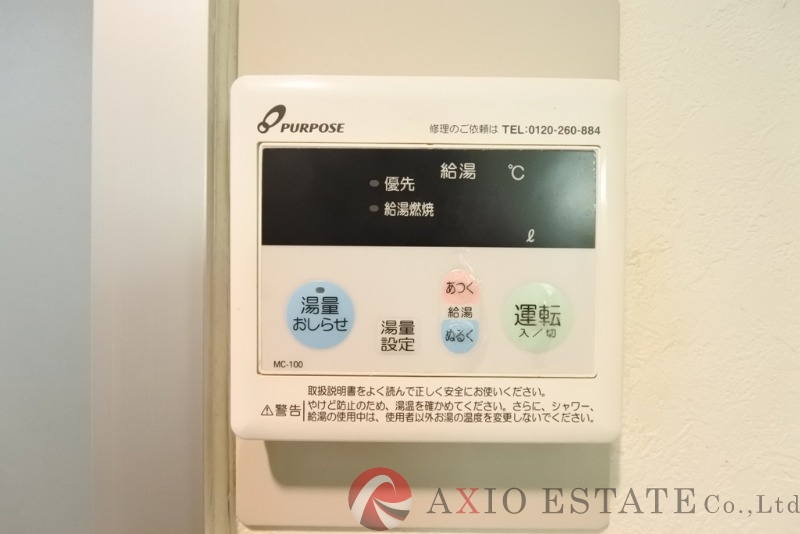 PURPOSE
修理のご依頼は TEL:0120-260-884
給湯 ℃
優先
給湯燃焼
ℓ
湯量
おしらせ
湯量
設定
あつく
給湯
ぬるく
運転
入/切
MC-100
取扱説明書をよく読んで正しく安全にお使いください。
⚠警告
やけど防止のため、湯温を確かめてください。さらに、シャワー、
給湯の使用中は、使用者以外お湯の温度を変更しないでください。
AXIO ESTATE Co.,Ltd